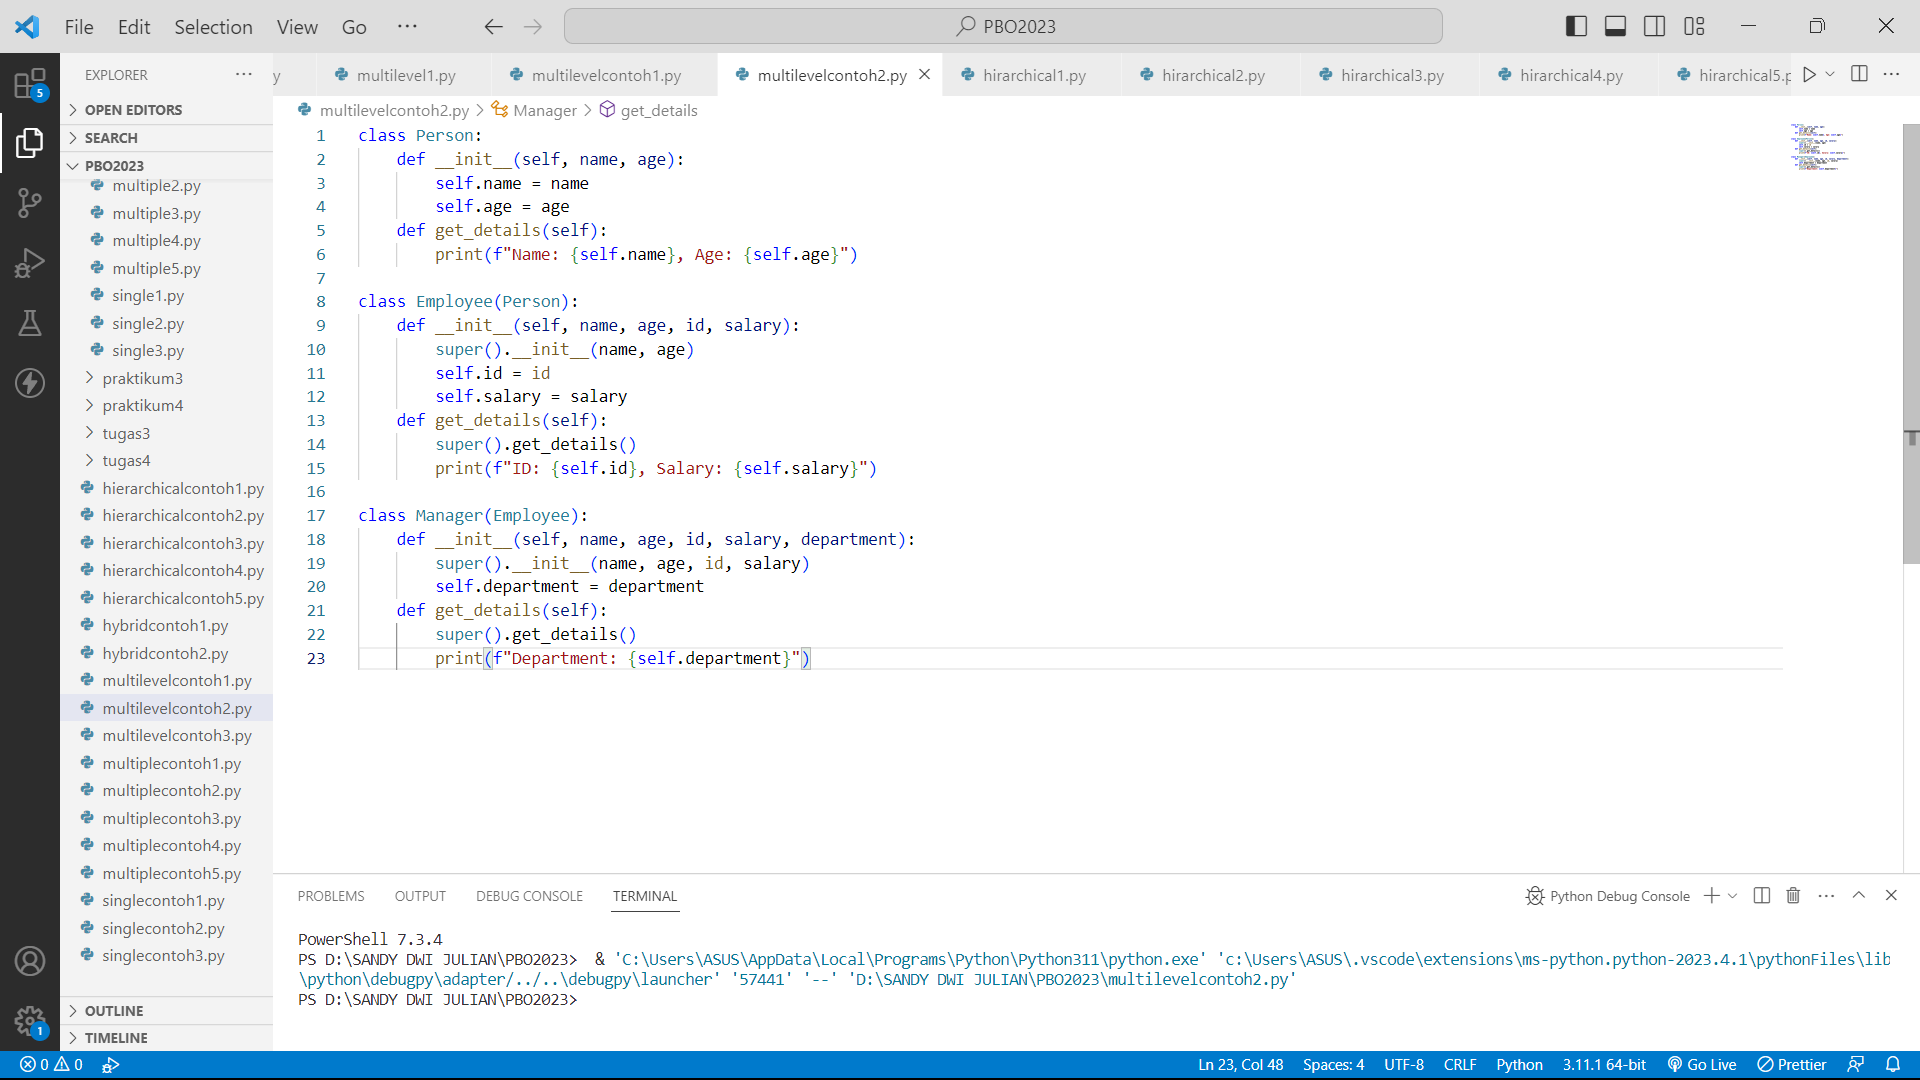 File Edit Selection View Go ··· PBO2023
EXPLORER ···
y multilevel1.py multilevelcontoh1.py multilevelcontoh2.py hirarchical1.py hirarchical2.py hirarchical3.py hirarchical4.py hirarchical5.p
5
OPEN EDITORS
SEARCH
PBO2023
multiple2.py
multiple3.py
multiple4.py
multiple5.py
single1.py
single2.py
single3.py
praktikum3
praktikum4
tugas3
tugas4
hierarchicalcontoh1.py
hierarchicalcontoh2.py
hierarchicalcontoh3.py
hierarchicalcontoh4.py
hierarchicalcontoh5.py
hybridcontoh1.py
hybridcontoh2.py
multilevelcontoh1.py
multilevelcontoh2.py
multilevelcontoh3.py
multiplecontoh1.py
multiplecontoh2.py
multiplecontoh3.py
multiplecontoh4.py
multiplecontoh5.py
singlecontoh1.py
singlecontoh2.py
singlecontoh3.py
OUTLINE
TIMELINE
1
multilevelcontoh2.py > Manager > get_details
1 class Person:
2     def __init__(self, name, age):
3         self.name = name
4         self.age = age
5     def get_details(self):
6         print(f"Name: {self.name}, Age: {self.age}")
7
8 class Employee(Person):
9     def __init__(self, name, age, id, salary):
10         super().__init__(name, age)
11         self.id = id
12         self.salary = salary
13     def get_details(self):
14         super().get_details()
15         print(f"ID: {self.id}, Salary: {self.salary}")
16
17 class Manager(Employee):
18     def __init__(self, name, age, id, salary, department):
19         super().__init__(name, age, id, salary)
20         self.department = department
21     def get_details(self):
22         super().get_details()
23         print(f"Department: {self.department}")
PROBLEMS OUTPUT DEBUG CONSOLE TERMINAL Python Debug Console
PowerShell 7.3.4
PS D:\SANDY DWI JULIAN\PBO2023>  & 'C:\Users\ASUS\AppData\Local\Programs\Python\Python311\python.exe' 'c:\Users\ASUS\.vscode\extensions\ms-python.python-2023.4.1\pythonFiles\lib
\python\debugpy\adapter/../..\debugpy\launcher' '57441' '--' 'D:\SANDY DWI JULIAN\PBO2023\multilevelcontoh2.py'
PS D:\SANDY DWI JULIAN\PBO2023>
0 0 Ln 23, Col 48 Spaces: 4 UTF-8 CRLF Python 3.11.1 64-bit Go Live Prettier